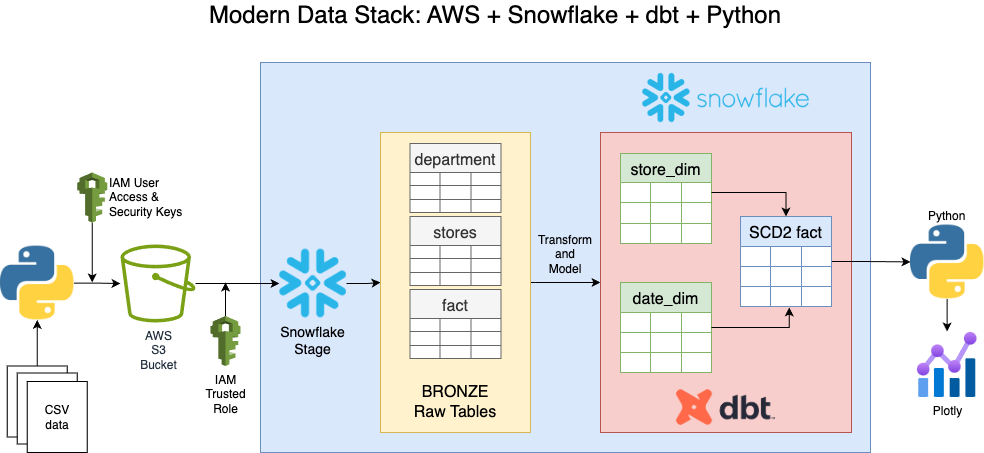 Modern Data Stack: AWS + Snowflake + dbt + Python
snowflake
IAM User
Access &
Security Keys
AWS
S3
Bucket
IAM
Trusted
Role
CSV
data
Snowflake
Stage
department
stores
fact
BRONZE
Raw Tables
Transform
and
Model
store_dim
date_dim
SCD2 fact
dbt
Python
Plotly